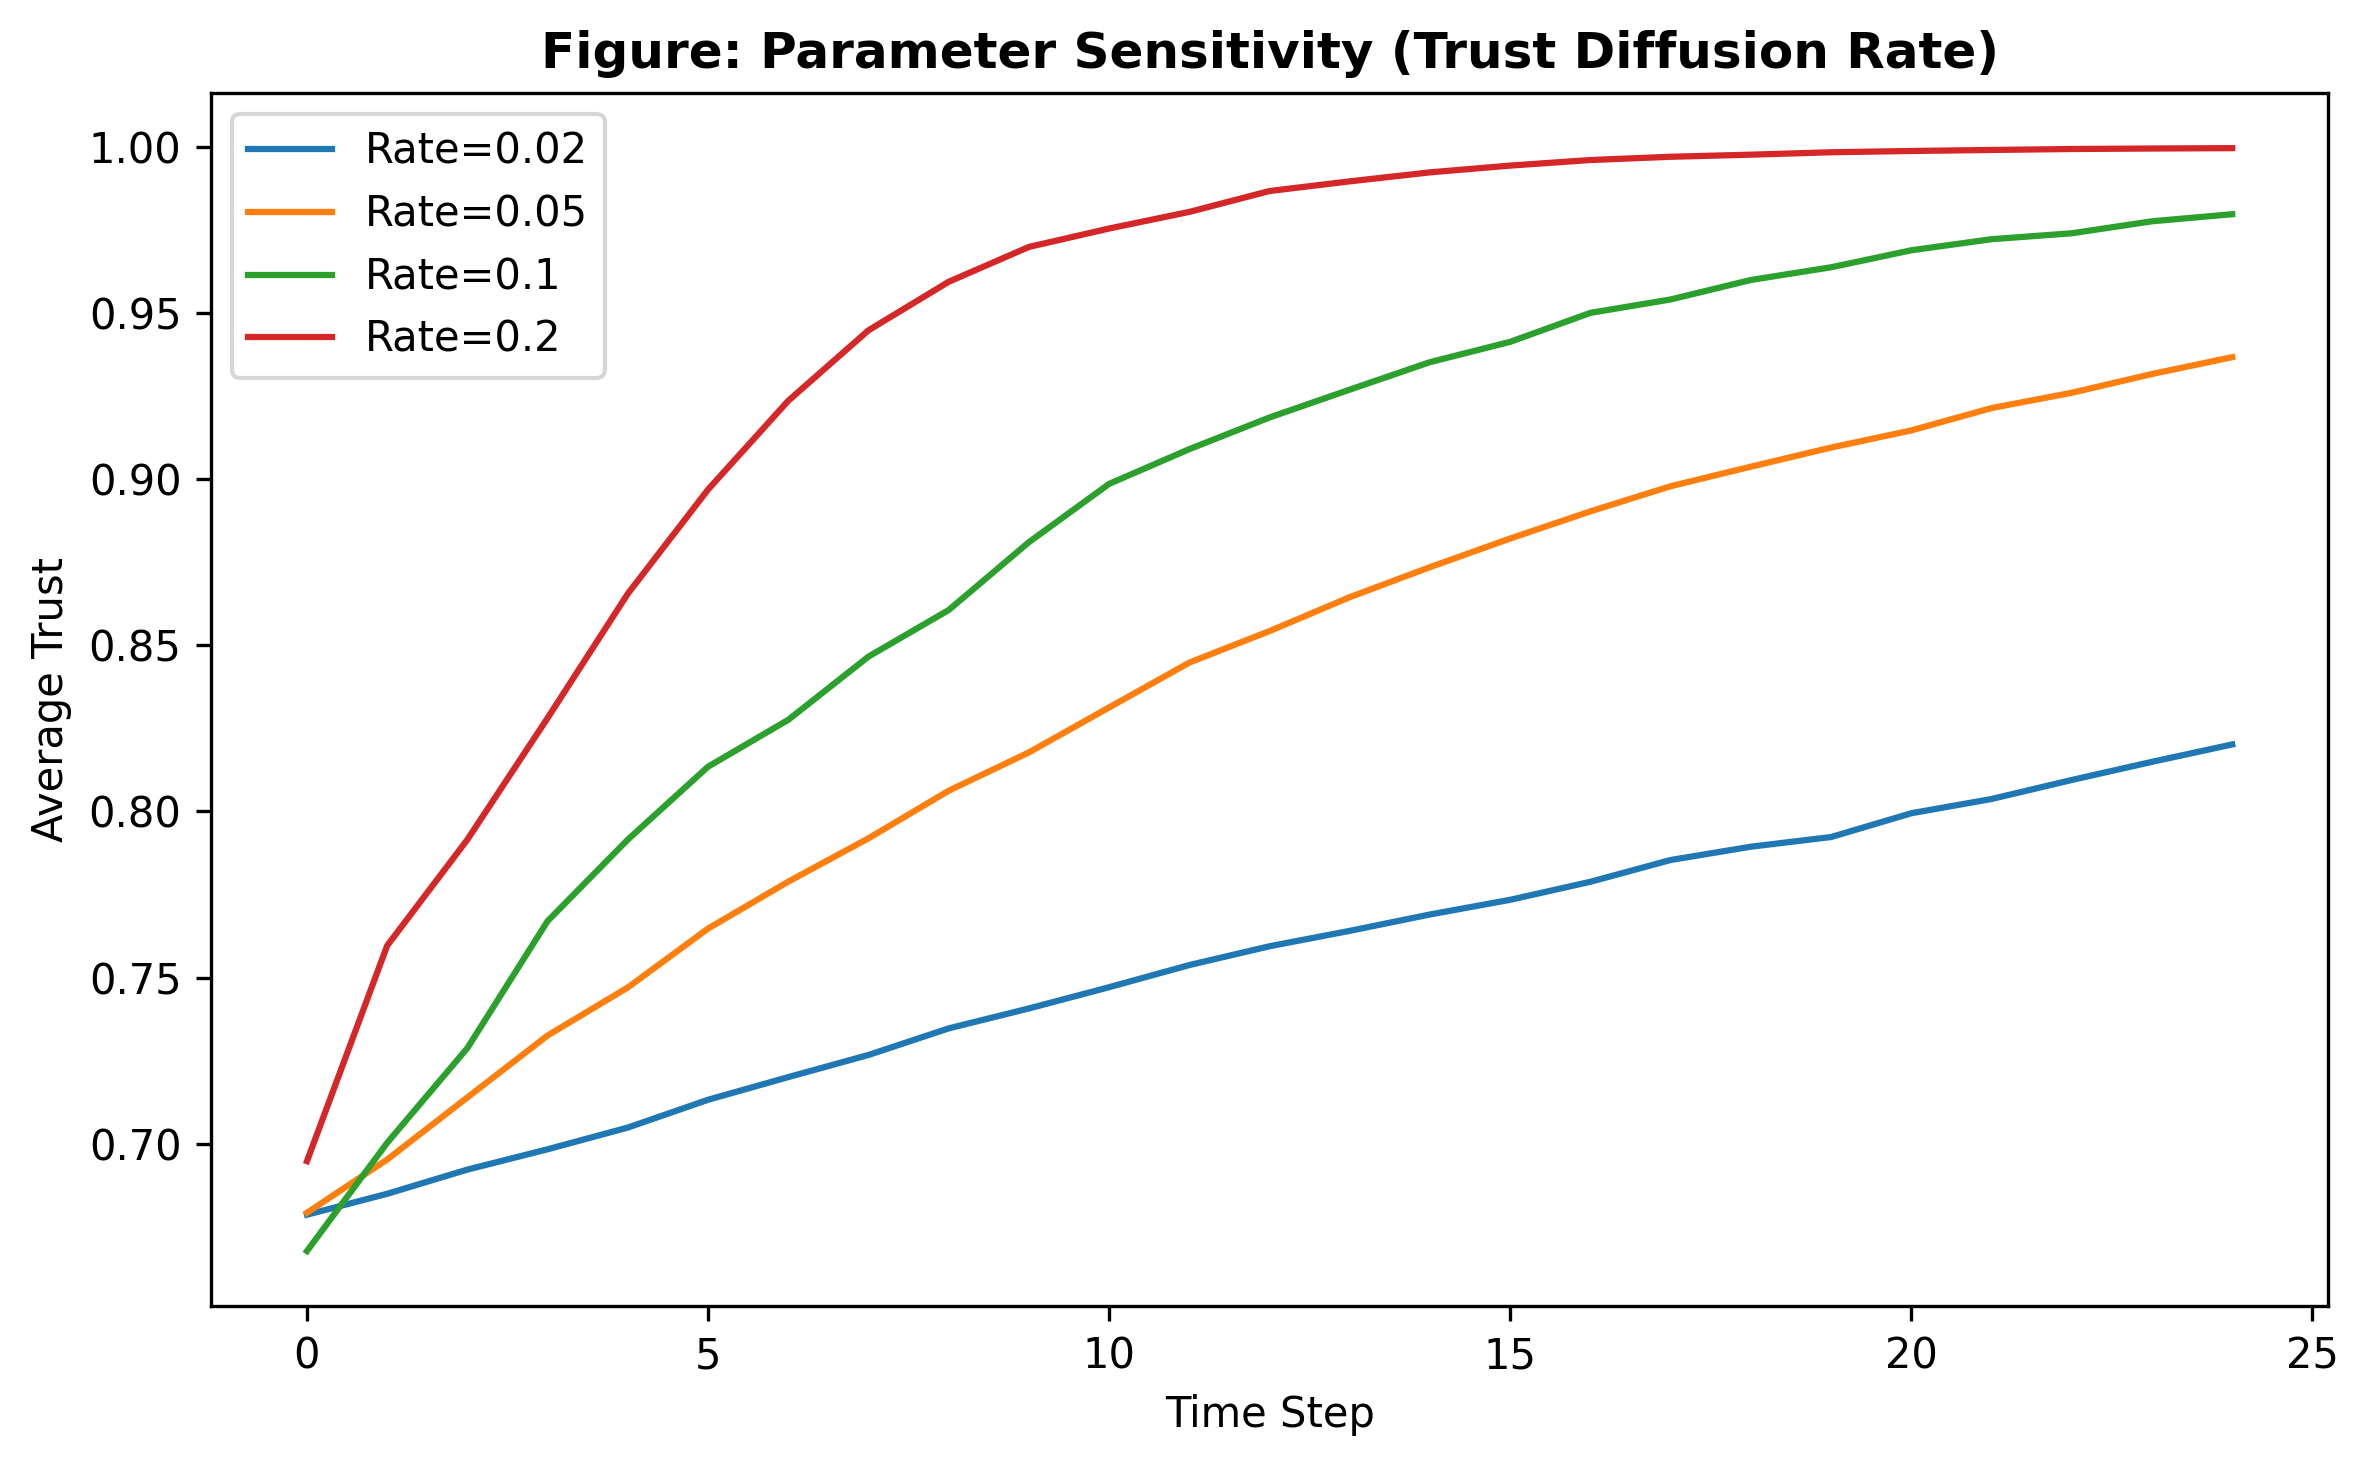 Figure: Parameter Sensitivity (Trust Diffusion Rate)
Rate=0.02
Rate=0.05
Rate=0.1
Rate=0.2
1.00
0.95
0.90
0.85
0.80
0.75
0.70
Average Trust
0 5 10 15 20 25
Time Step